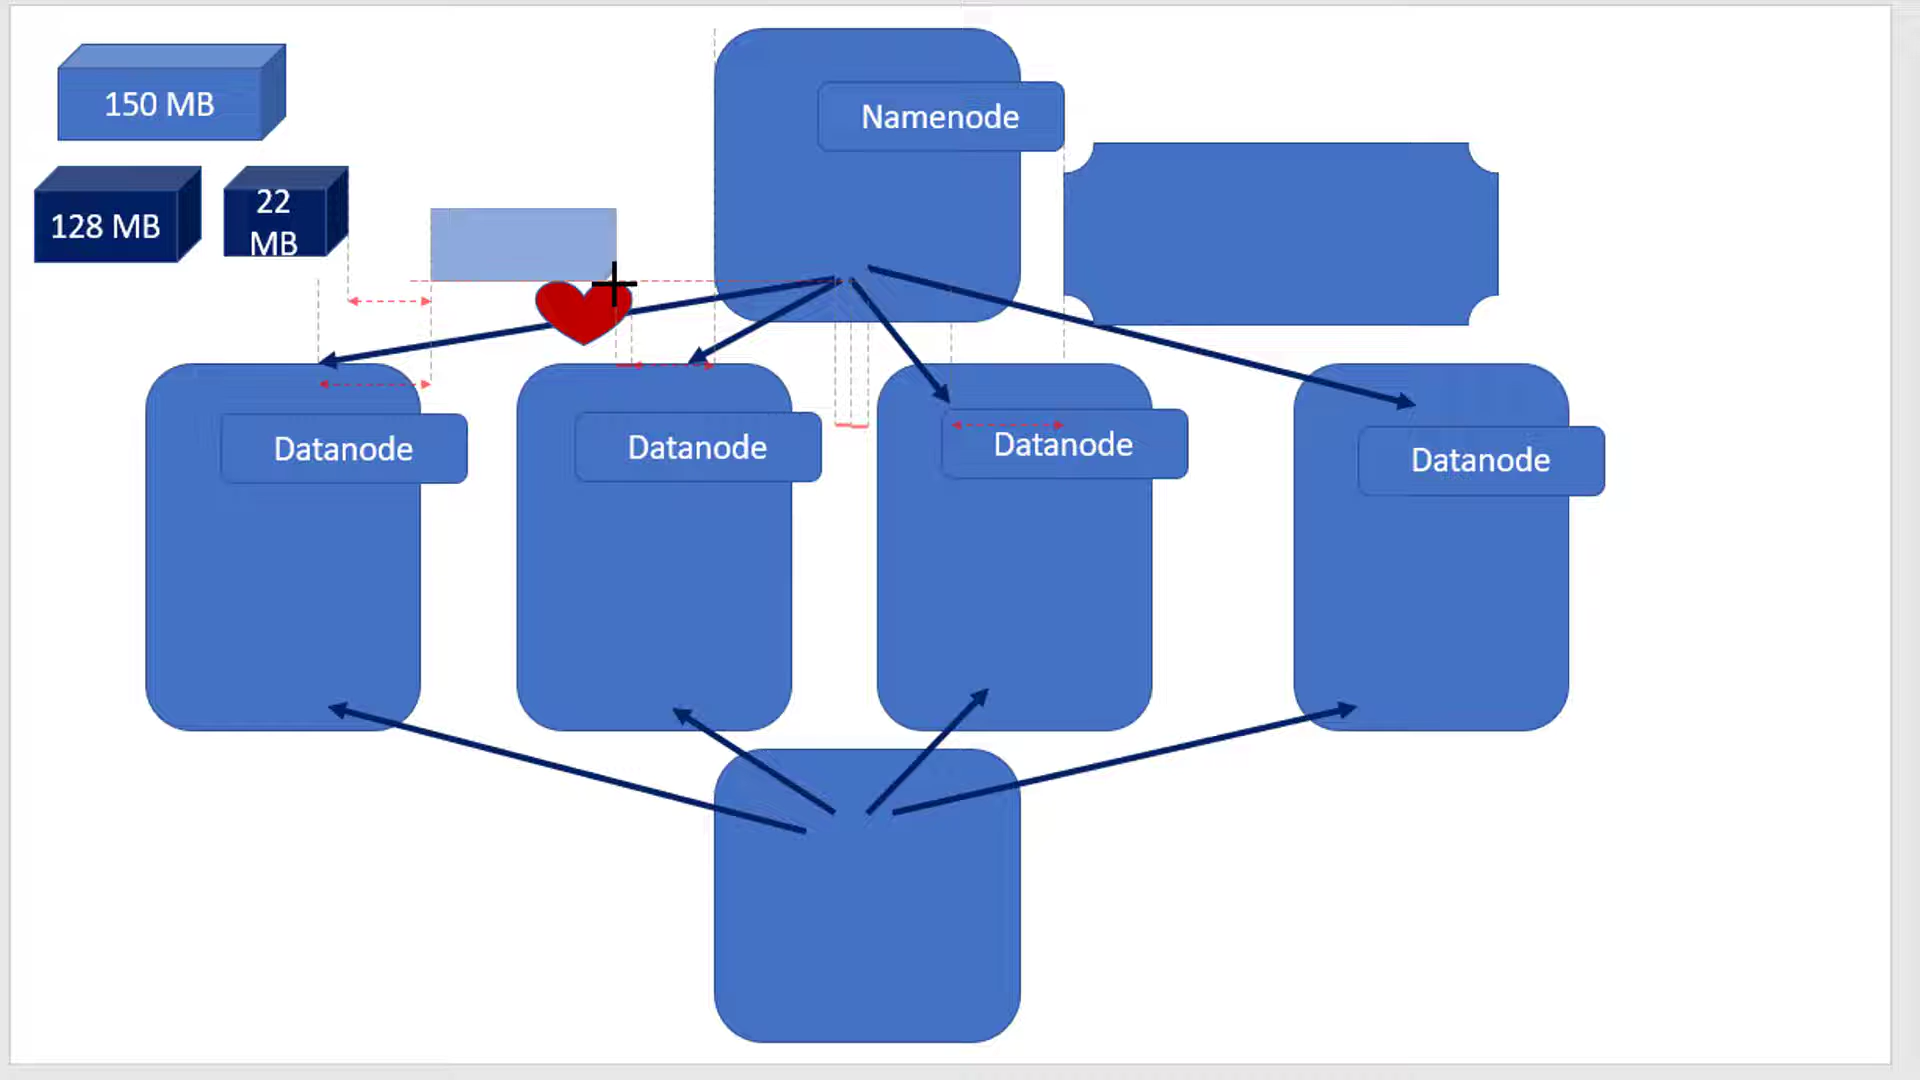 150 MB
Namenode
128 MB
22
MB
Datanode
Datanode
Datanode
Datanode